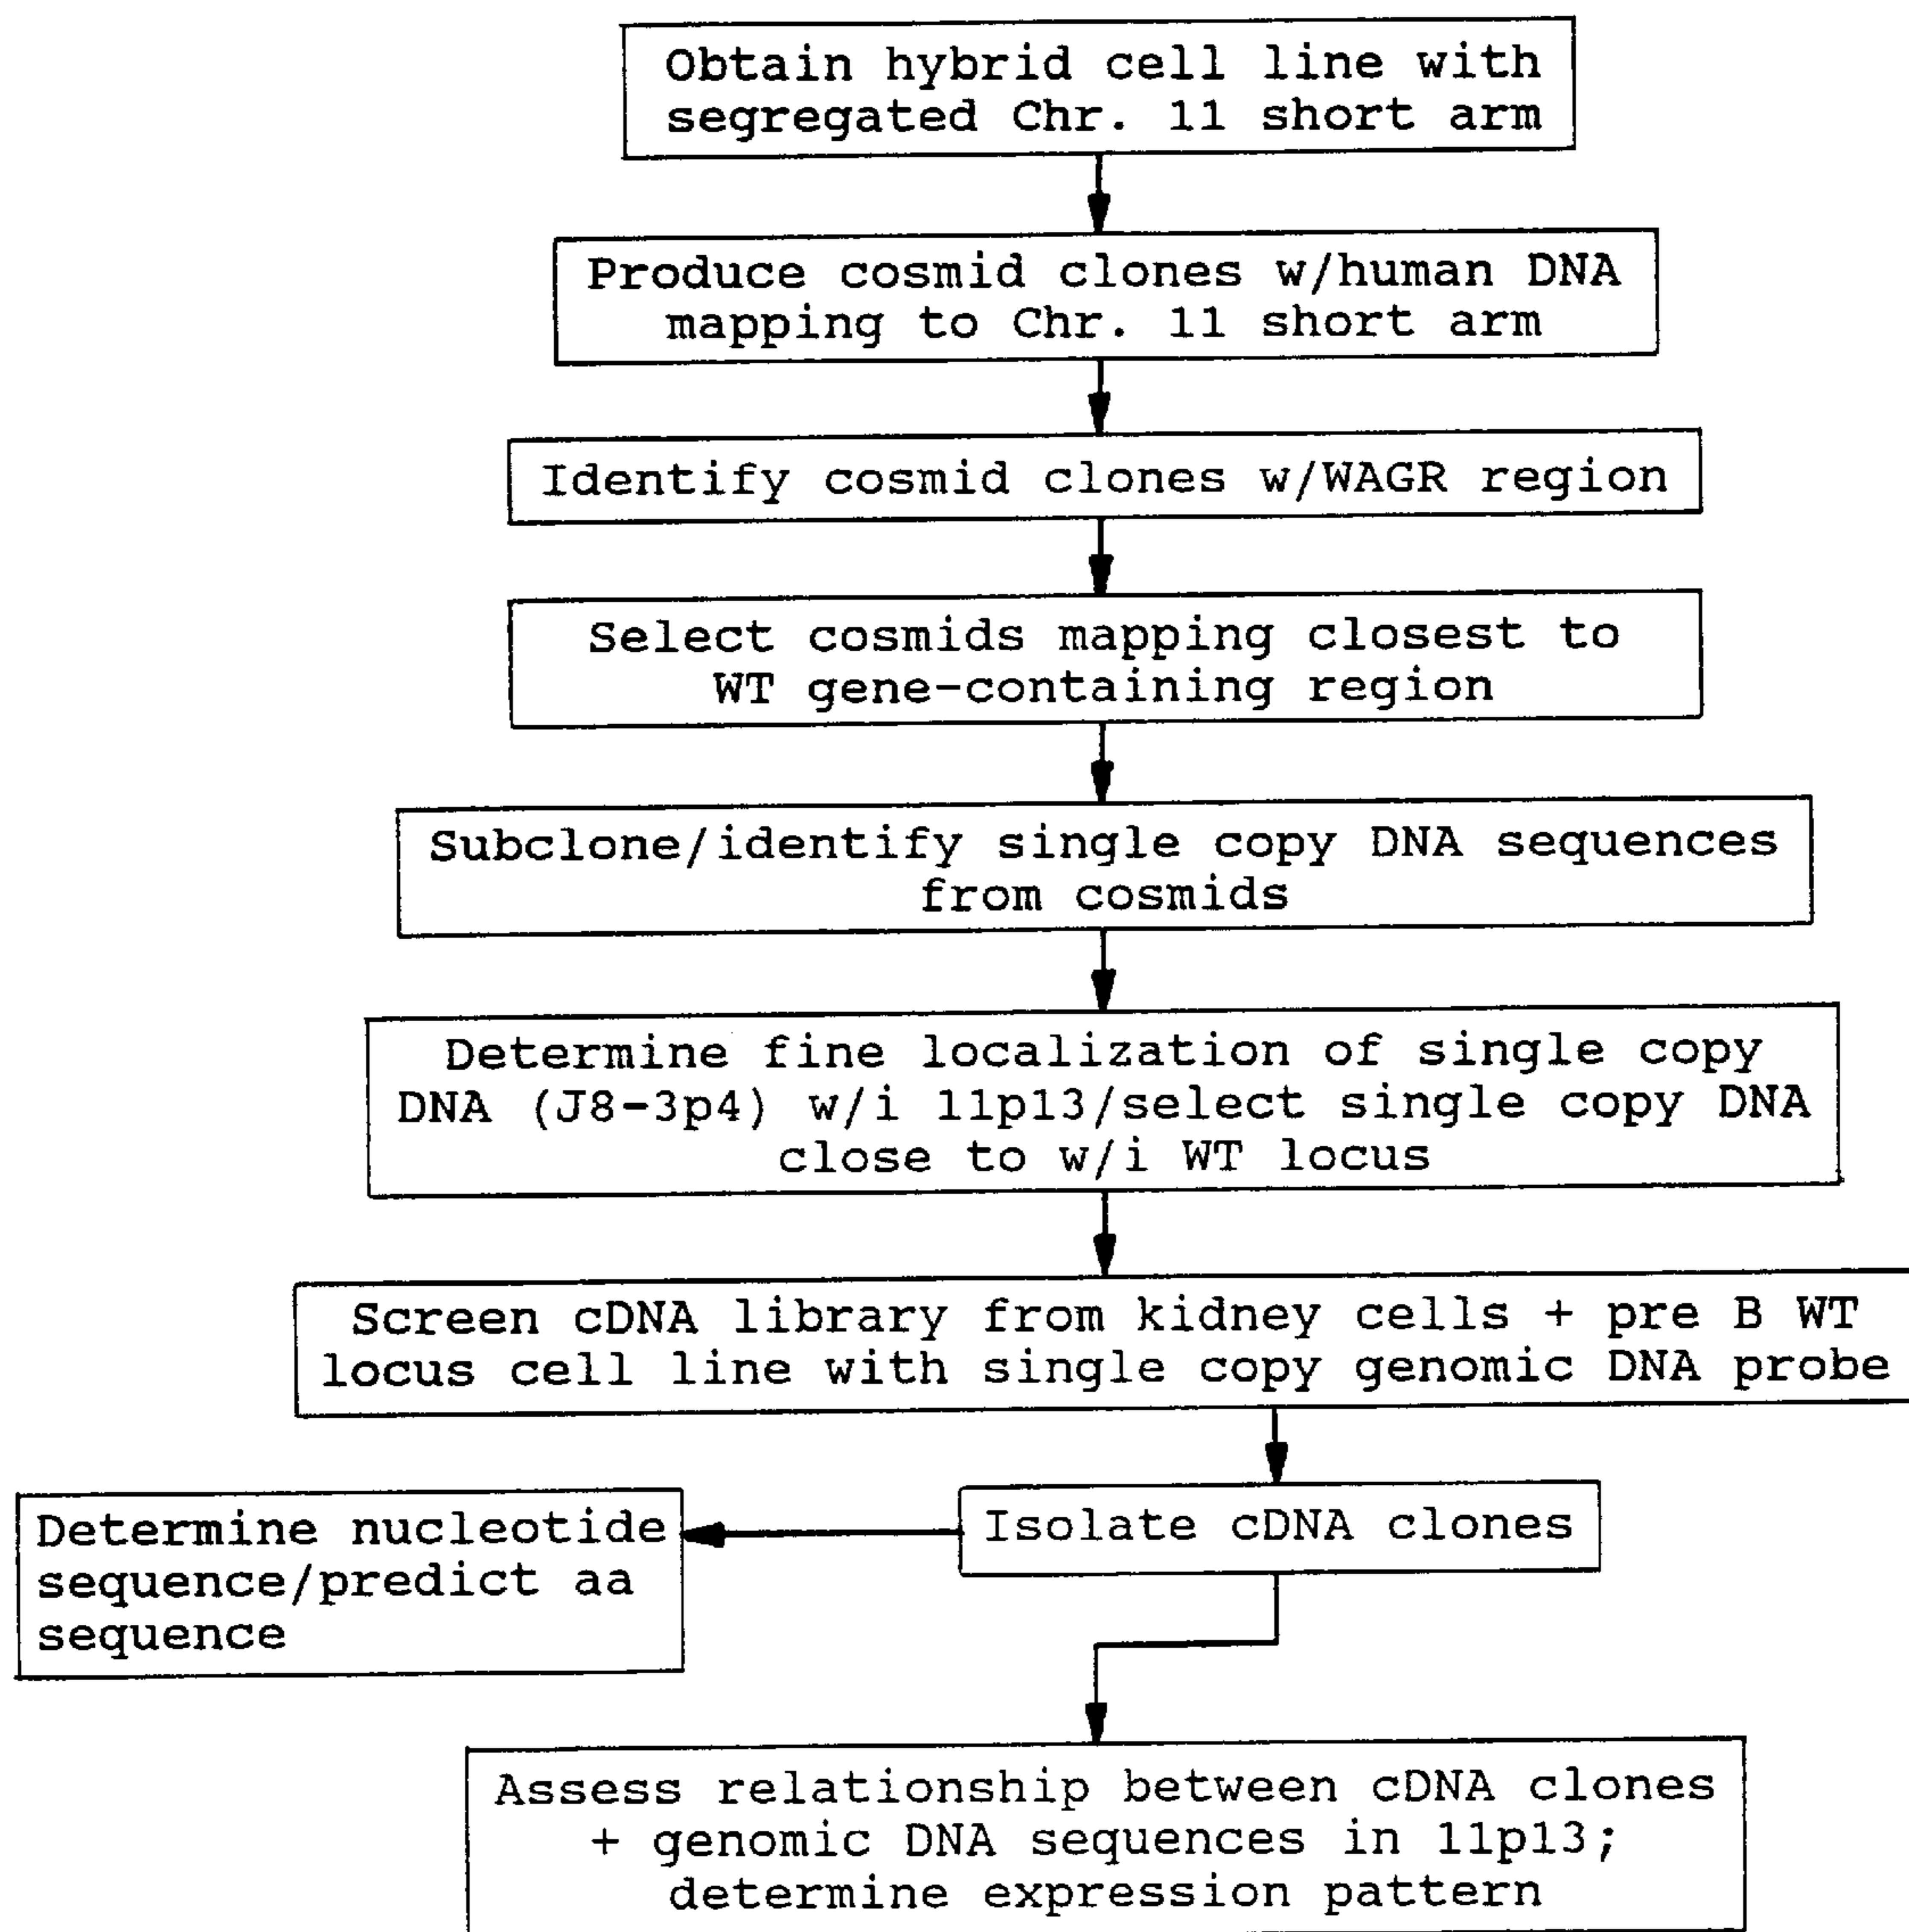 Obtain hybrid cell line with
segregated Chr. 11 short arm
Produce cosmid clones w/human DNA
mapping to Chr. 11 short arm
Identify cosmid clones w/WAGR region
Select cosmids mapping closest to
WT gene-containing region
Subclone/identify single copy DNA sequences
from cosmids
Determine fine localization of single copy
DNA (J8-3p4) w/i 11p13/select single copy DNA
close to w/i WT locus
Screen cDNA library from kidney cells + pre B WT
locus cell line with single copy genomic DNA probe
Isolate cDNA clones
Determine nucleotide
sequence/predict aa
sequence
Assess relationship between cDNA clones
+ genomic DNA sequences in 11p13;
determine expression pattern